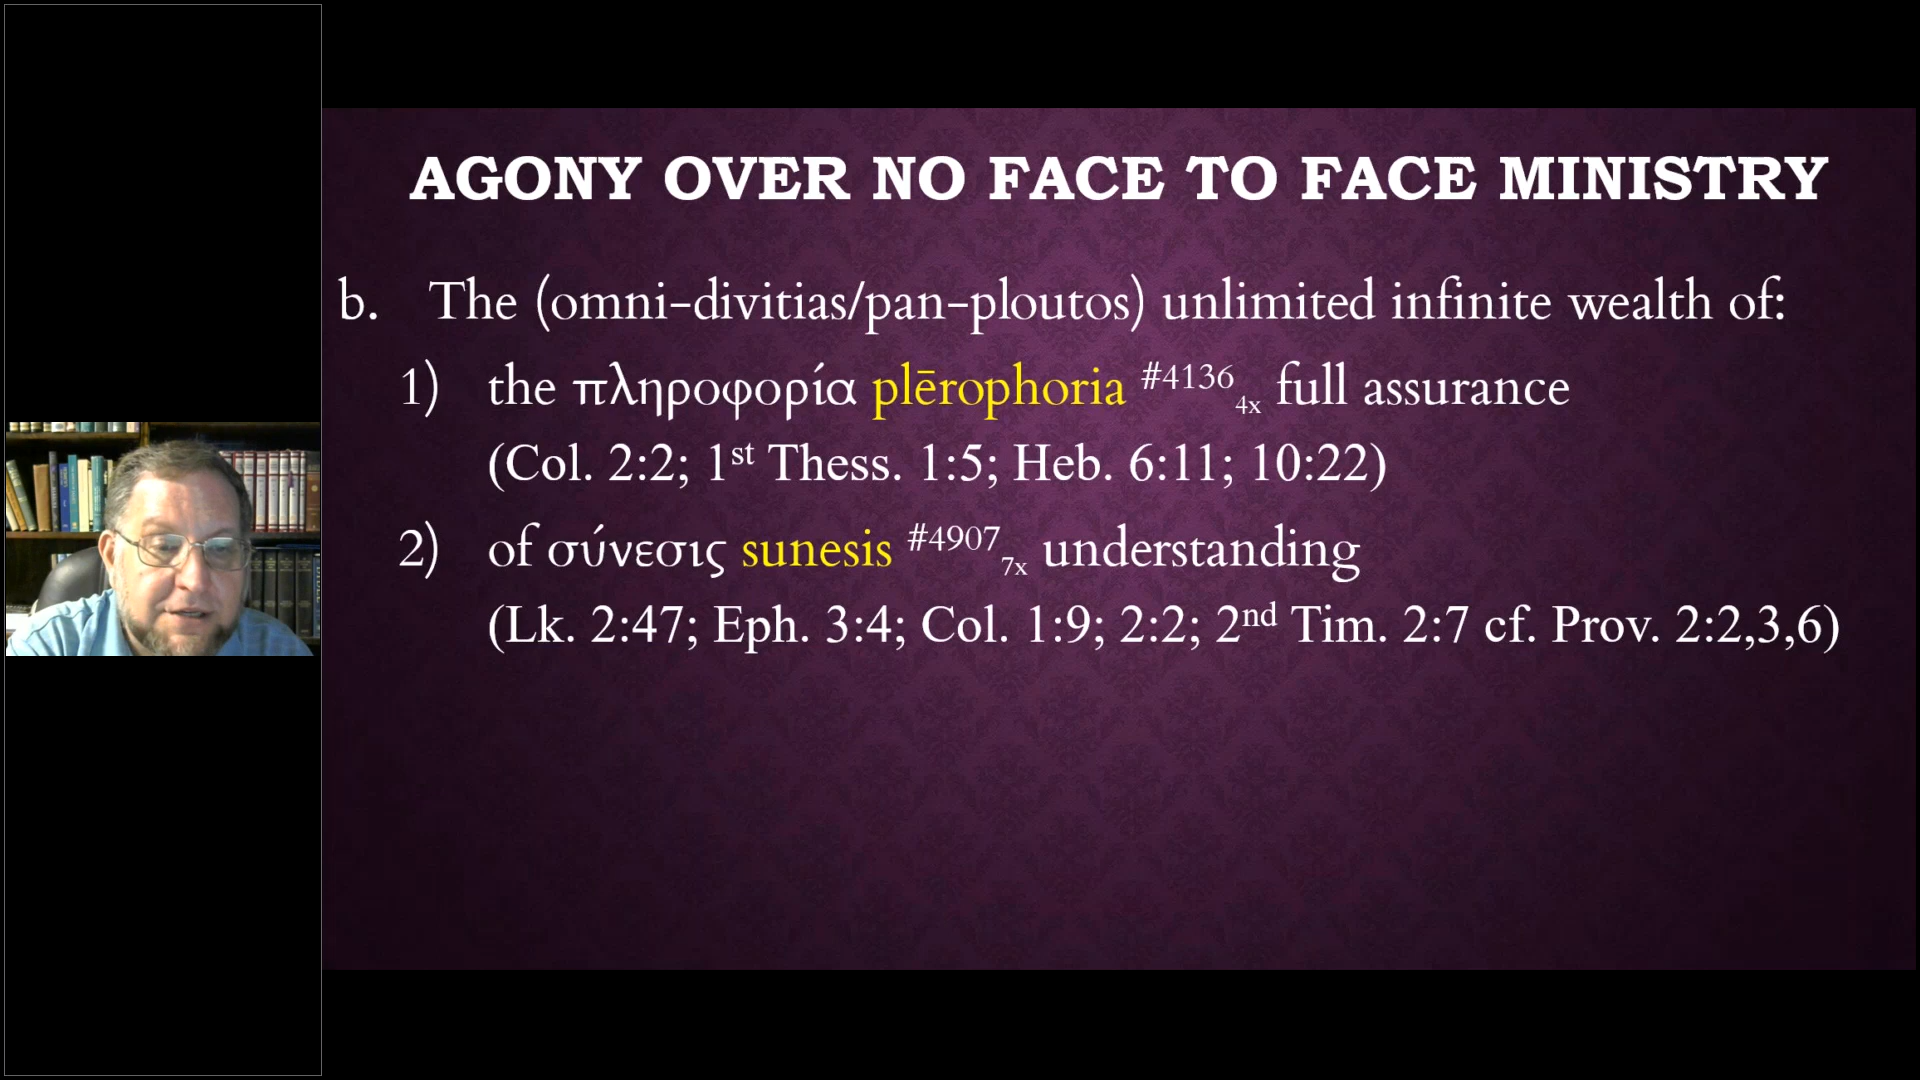 AGONY OVER NO FACE TO FACE MINISTRY
b. The (omni-divitias/pan-ploutos) unlimited infinite wealth of:
1) the πληροφορία plērophoria #4136 4x full assurance
(Col. 2:2; 1st Thess. 1:5; Heb. 6:11; 10:22)
2) of σύνεσις sunesis #4907 7x understanding
(Lk. 2:47; Eph. 3:4; Col. 1:9; 2:2; 2nd Tim. 2:7 cf. Prov. 2:2,3,6)